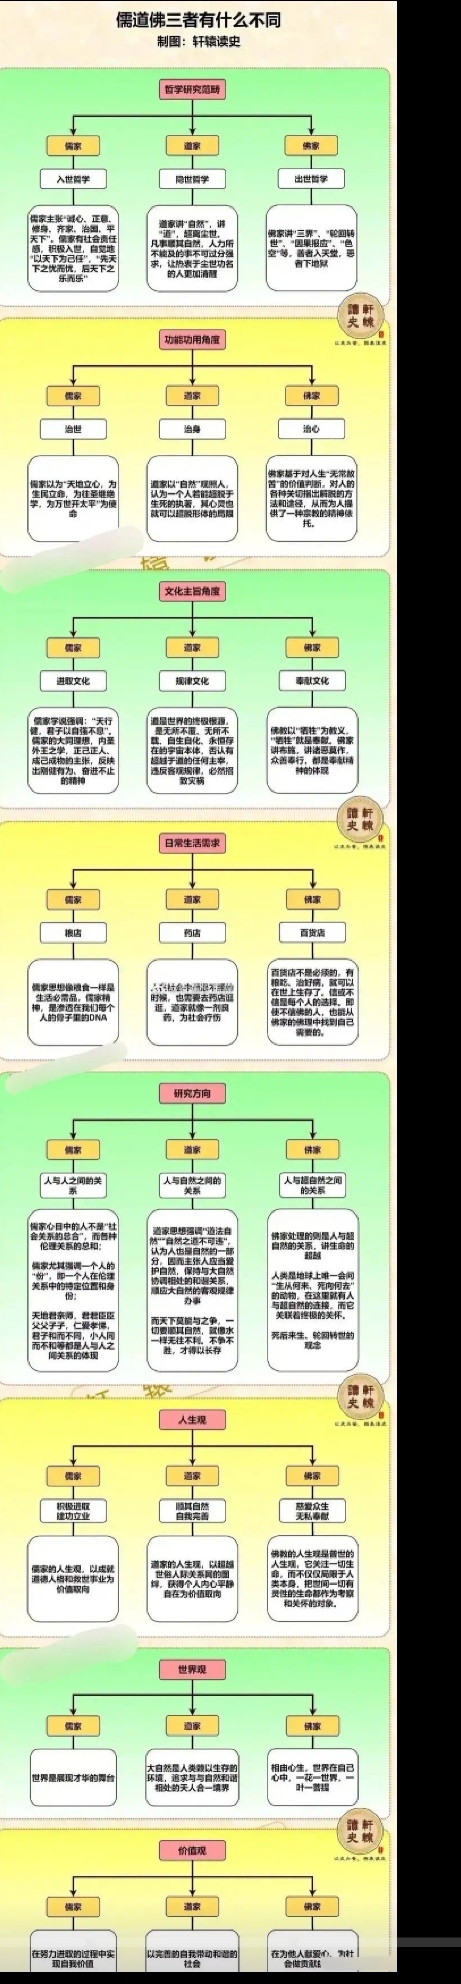 儒道佛三者有什么不同
制图：轩辕读史
哲学研究范畴
儒家
道家
佛家
入世哲学
隐世哲学
出世哲学
儒家主张"诚心、正意、
修身、齐家、治国、平
天下"。儒家有社会责任
感，积极入世，自觉地
"以天下为己任"，"先天
下之忧而忧，后天下之
乐而乐"
道家讲"自然"，讲
"道"，超离尘世。
凡事顺其自然，人力所
不能及的事不可过分强
求，让热衷于尘世功名
的人更加清醒
佛家讲"三界"、"轮回转
世"、"因果报应"、"色
空"等，善者入天堂，恶
者下地狱
功能功用角度
儒家
道家
佛家
治世
治身
治心
儒家以为"天地立心，为
生民立命，为往圣继绝
学，为万世开太平"为使
命
道家以"自然"观照人，
认为一个人若能超脱于
生死的执著，其心灵也
就可以超脱形体的局限
佛家基于对人生"无常故
苦"的价值判断，对人的
各种关切指出解脱的方
法和途径，从而为人提
供了一种宗教的精神依
托。
文化主旨角度
儒家
道家
佛家
进取文化
规律文化
奉献文化
儒家学说强调："天行
健，君子以自强不息"。
儒家的大同理想，内圣
外王之学，正己正人、
成己成物的主张，反映
出刚健有为、奋进不止
的精神
道是世界的终极根源，
是无所不覆、无所不
载、自生自化、永恒存
在的宇宙本体，否认有
超越于道的任何主宰，
违反客观规律，必然招
致灾祸
佛教以"牺牲"为教义，
"牺牲"就是奉献。佛家
讲布施，讲诸恶莫作，
众善奉行，都是奉献精
神的体现
日常生活需求
儒家
道家
佛家
粮店
药店
百货店
儒家思想像粮食一样是
生活必需品，儒家精
神，是渗透在我们每个
人的骨子里的DNA
时候，也需要去药店逛
逛，道家就像一剂良
药，为社会疗伤
百货店不是必须的，有
粮吃、治好病，就可以
在世上生存了，信或不
信是每个人的选择。即
使不信佛的人，也能从
佛家的佛理中找到自己
需要的。
研究方向
儒家
道家
佛家
人与人之间的关
系
人与自然之间的
关系
人与超自然之间
的关系
儒家心目中的人不是"社
会关系的总合"，而各种
伦理关系的总和；
儒家尤其强调一个人的
"份"，即一个人在伦理
关系中的特定位置和身
份；
天地君亲师，君君臣臣
父父子子，仁爱孝悌，
君子和而不同，小人同
而不和等都是人与人之
间关系的体现
道家思想强调"道法自
然""自然之道不可违"，
认为人也是自然的一部
分，因而主张人应当爱
护自然，保持与大自然
协调相处的和谐关系，
顺应大自然的客观规律
办事
而天下莫能与之争，一
切要顺其自然，就像水
一样无往不利，不争不
胜，才得以长存
佛家处理的则是人与超
自然的关系，讲生命的
超越
人类是地球上唯一会问
"生从何来、死向何去"
的动物，在这里就有人
与超自然的连接，而它
关联着终极的关怀。
死后来生、轮回转世的
观念
人生观
儒家
道家
佛家
积极进取
建功立业
顺其自然
自我完善
慈爱众生
无私奉献
儒家的人生观，以成就
道德人格和救世事业为
价值取向
道家的人生观，以超越
世俗人际关系网的图
绊，获得个人内心平静
自在为价值取向
佛教的人生观是普世的
人生观，它关注一切生
命，而不仅仅局限于人
类本身。把世间一切有
灵性的生命都作为考察
和关怀的对象。
世界观
儒家
道家
佛家
世界是展现才华的舞台
大自然是人类赖以生存的
环境，追求与与自然和谐
相处的天人合一境界
相由心生，世界在自己
心中，一花一世界，一
叶一菩提
价值观
儒家
道家
佛家
在努力进取的过程中实
现自我价值
以完善的自我带动和谐的
社会
在为他人献爱心、为社
会做贡献